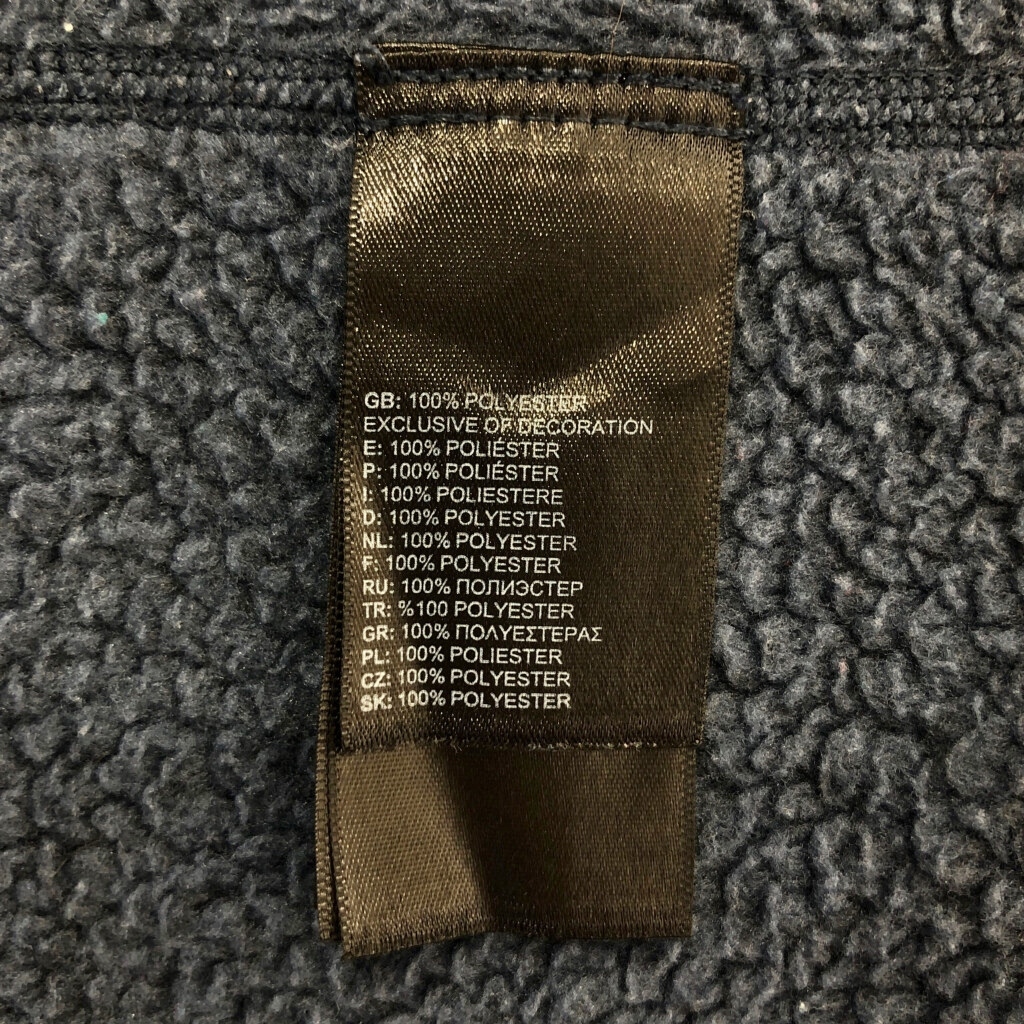 GB: 100% POLYESTER
EXCLUSIVE OF DECORATION
E: 100% POLIÉSTER
P: 100% POLIÉSTER
I: 100% POLIESTERE
D: 100% POLYESTER
NL: 100% POLYESTER
F: 100% POLYESTER
RU: 100% ПОЛИЭСТЕР
TR: %100 POLYESTER
GR: 100% ΠΟΛΥΕΣΤΕΡΑΣ
PL: 100% POLIESTER
CZ: 100% POLYESTER
SK: 100% POLYESTER